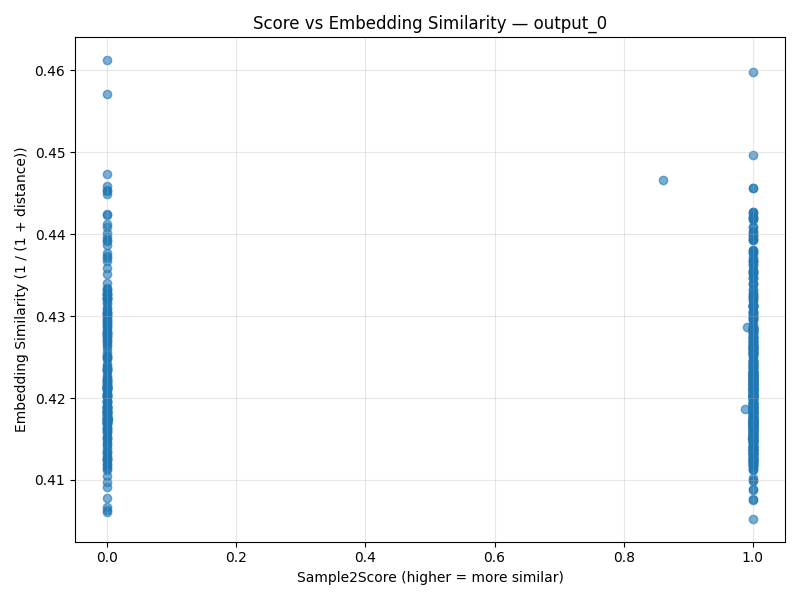 Score vs Embedding Similarity — output_0
Embedding Similarity (1 / (1 + distance))
0.46
0.45
0.44
0.43
0.42
0.41
0.0 0.2 0.4 0.6 0.8 1.0
Sample2Score (higher = more similar)